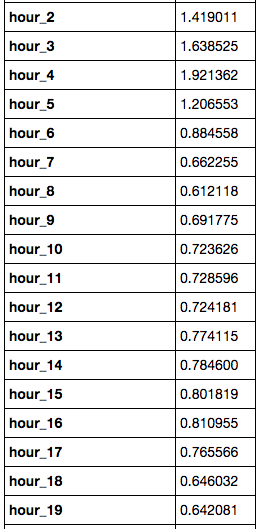 hour_2 1.419011
hour_3 1.638525
hour_4 1.921362
hour_5 1.206553
hour_6 0.884558
hour_7 0.662255
hour_8 0.612118
hour_9 0.691775
hour_10 0.723626
hour_11 0.728596
hour_12 0.724181
hour_13 0.774115
hour_14 0.784600
hour_15 0.801819
hour_16 0.810955
hour_17 0.765566
hour_18 0.646032
hour_19 0.642081